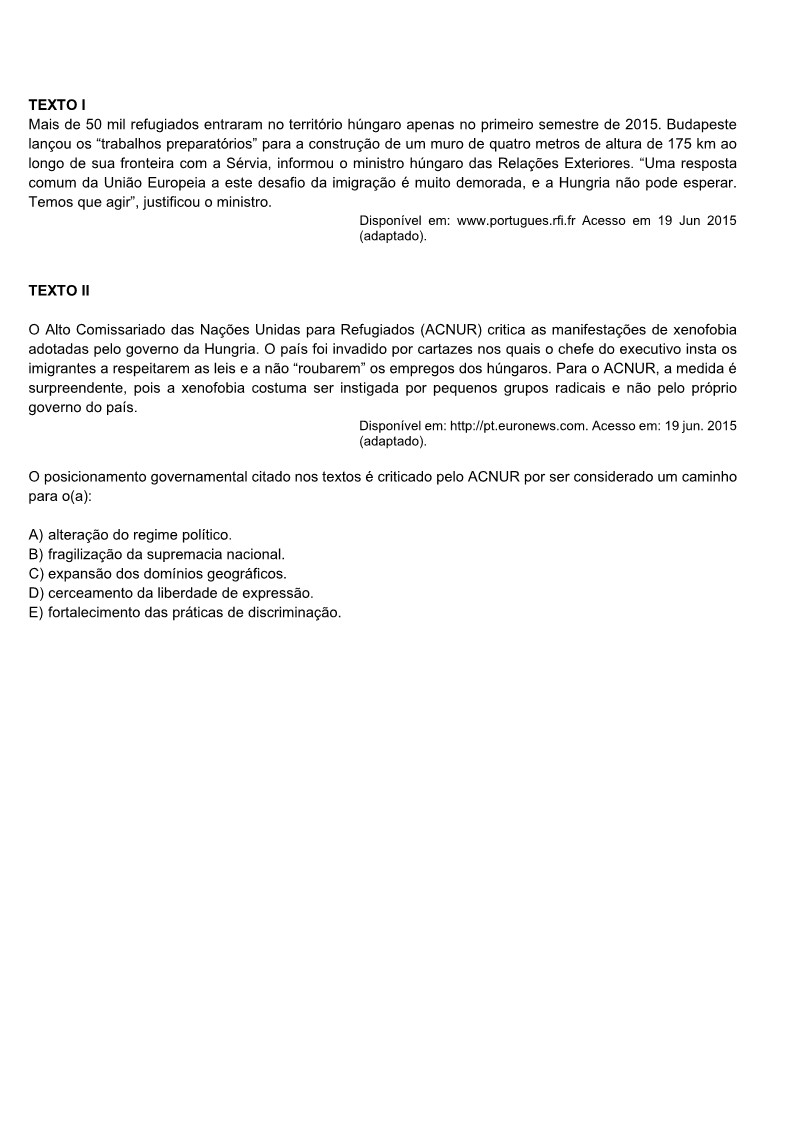 TEXTO I
Mais de 50 mil refugiados entraram no território húngaro apenas no primeiro semestre de 2015. Budapeste
lançou os “trabalhos preparatórios” para a construção de um muro de quatro metros de altura de 175 km ao
longo de sua fronteira com a Sérvia, informou o ministro húngaro das Relações Exteriores. “Uma resposta
comum da União Europeia a este desafio da imigração é muito demorada, e a Hungria não pode esperar.
Temos que agir”, justificou o ministro.
Disponível em: www.portugues.rfi.fr Acesso em 19 Jun 2015
(adaptado).
TEXTO II
O Alto Comissariado das Nações Unidas para Refugiados (ACNUR) critica as manifestações de xenofobia
adotadas pelo governo da Hungria. O país foi invadido por cartazes nos quais o chefe do executivo insta os
imigrantes a respeitarem as leis e a não “roubarem” os empregos dos húngaros. Para o ACNUR, a medida é
surpreendente, pois a xenofobia costuma ser instigada por pequenos grupos radicais e não pelo próprio
governo do país.
Disponível em: http://pt.euronews.com. Acesso em: 19 jun. 2015
(adaptado).
O posicionamento governamental citado nos textos é criticado pelo ACNUR por ser considerado um caminho
para o(a):
A) alteração do regime político.
B) fragilização da supremacia nacional.
C) expansão dos domínios geográficos.
D) cerceamento da liberdade de expressão.
E) fortalecimento das práticas de discriminação.